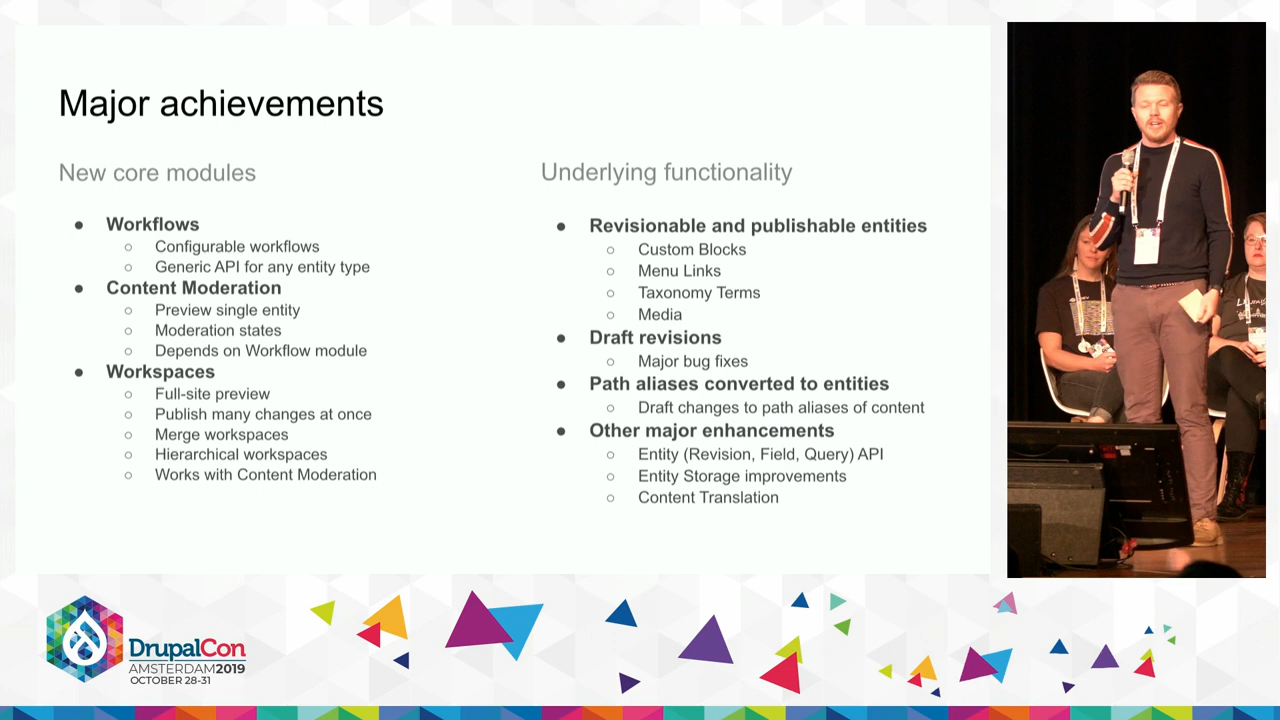 Major achievements
New core modules
● Workflows
○ Configurable workflows
○ Generic API for any entity type
● Content Moderation
○ Preview single entity
○ Moderation states
○ Depends on Workflow module
● Workspaces
○ Full-site preview
○ Publish many changes at once
○ Merge workspaces
○ Hierarchical workspaces
○ Works with Content Moderation
Underlying functionality
● Revisionable and publishable entities
○ Custom Blocks
○ Menu Links
○ Taxonomy Terms
○ Media
● Draft revisions
○ Major bug fixes
● Path aliases converted to entities
○ Draft changes to path aliases of content
● Other major enhancements
○ Entity (Revision, Field, Query) API
○ Entity Storage improvements
○ Content Translation
DrupalCon
AMSTERDAM2019
OCTOBER 28-31